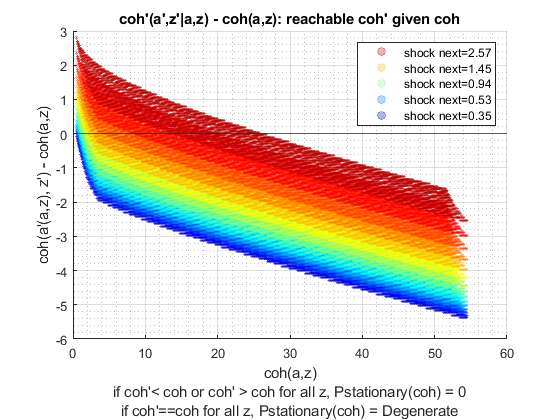 coh'(a',z'|a,z) - coh(a,z): reachable coh' given coh
3
2
1
0
-1
-2
-3
-4
-5
-6
coh(a'(a,z), z') - coh(a,z)
shock next=2.57
shock next=1.45
shock next=0.94
shock next=0.53
shock next=0.35
0 10 20 30 40 50 60
coh(a,z)
if coh'< coh or coh' > coh for all z, Pstationary(coh) = 0
if coh'==coh for all z, Pstationary(coh) = Degenerate